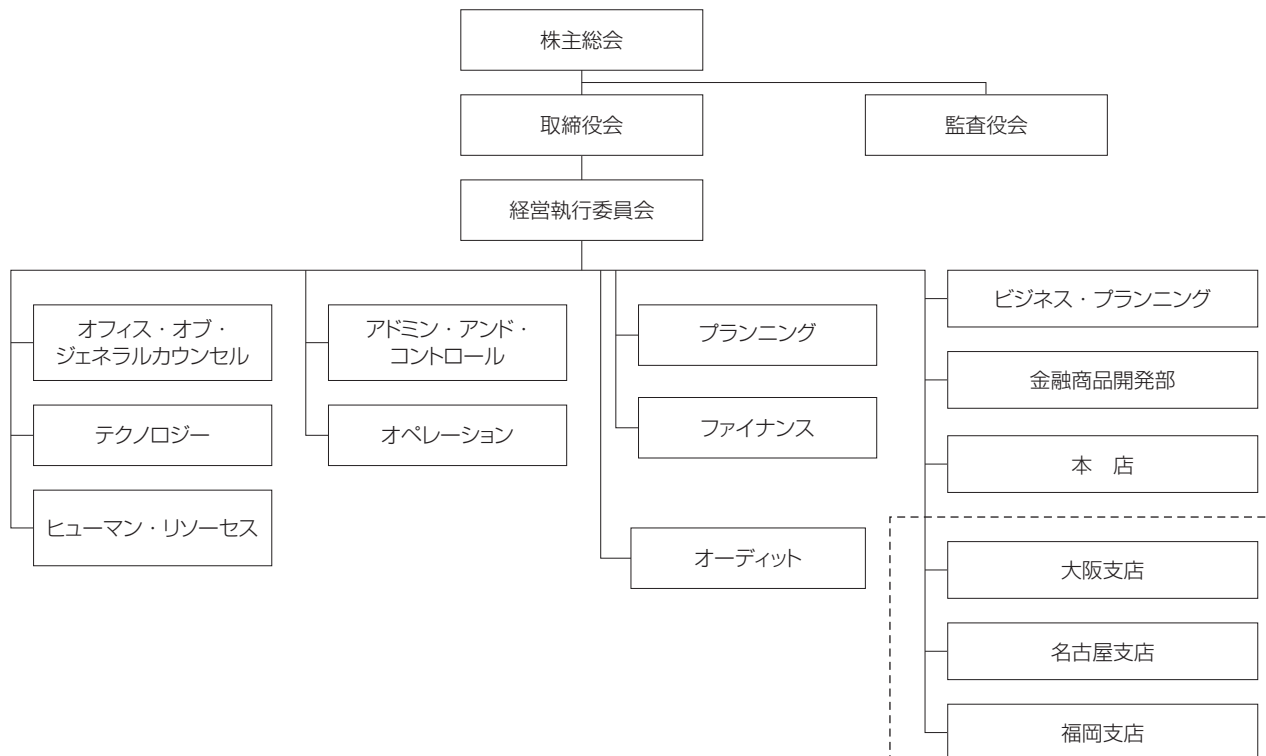 株主総会
取締役会
監査役会
経営執行委員会
オフィス・オブ・
ジェネラルカウンセル
テクノロジー
ヒューマン・リソーセス
アドミン・アンド・
コントロール
オペレーション
プランニング
ファイナンス
オーディット
ビジネス・プランニング
金融商品開発部
本　店
大阪支店
名古屋支店
福岡支店